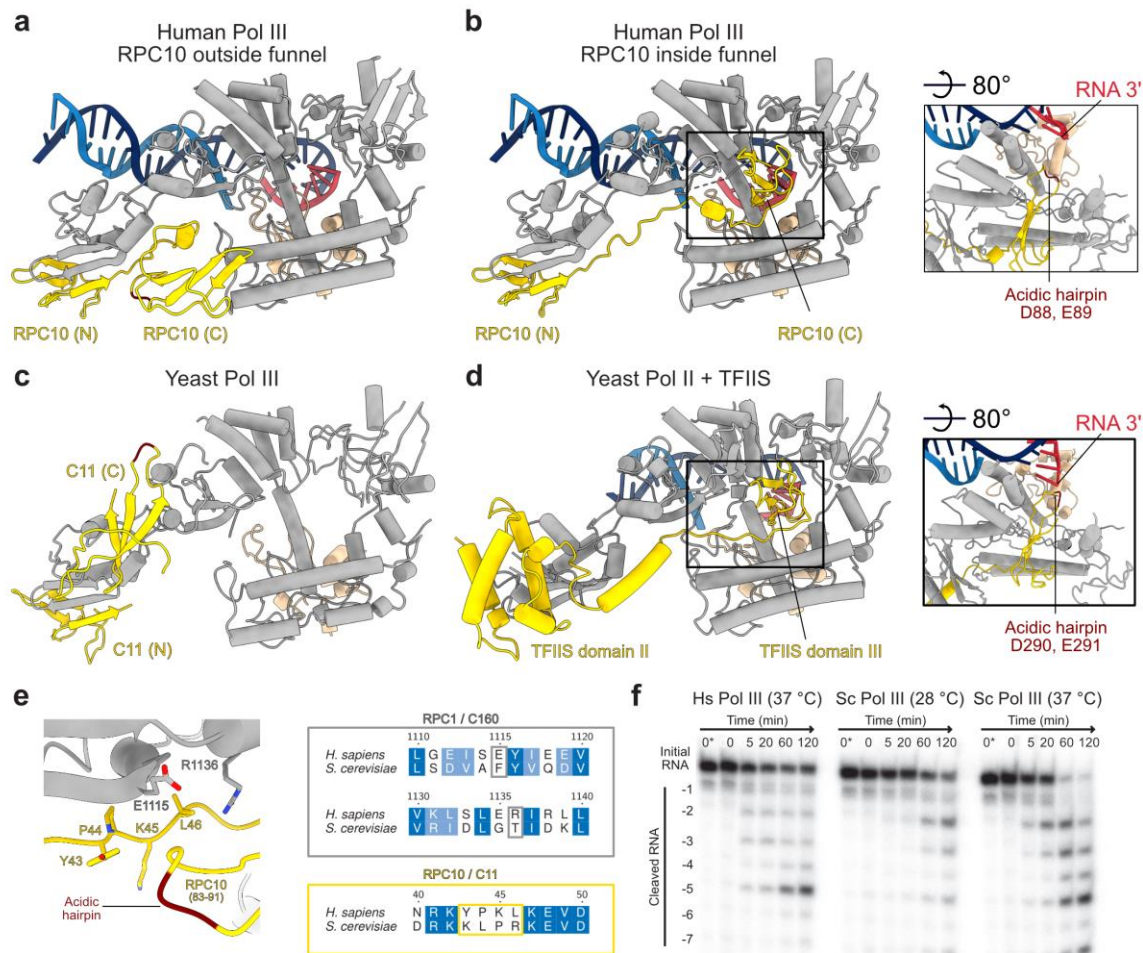 a
Human Pol III
RPC10 outside funnel
RPC10 (N)
RPC10 (C)
b
Human Pol III
RPC10 inside funnel
RPC10 (N)
RPC10 (C)
80°
RNA 3'
Acidic hairpin
D88, E89
c
Yeast Pol III
C11 (C)
C11 (N)
d
Yeast Pol II + TFIIS
TFIIS domain II
TFIIS domain III
80°
RNA 3'
Acidic hairpin
D290, E291
e
R1136
E1115
P44
K45
L46
Y43
RPC10
(83-91)
Acidic
hairpin
RPC1 / C160
1110 1115 1120
H. sapiens L G E I S E Y I E E V
S. cerevisiae L S D V A F Y V Q D V
1130 1135 1140
H. sapiens V K L S L E R I R L L
S. cerevisiae V R I D L G T I D K L
RPC10 / C11
40 45 50
H. sapiens N R K Y P K L K E V D
S. cerevisiae D R K K L P R K E V D
f
Hs Pol III (37 °C) Sc Pol III (28 °C) Sc Pol III (37 °C)
Time (min) Time (min) Time (min)
0* 0 5 20 60 120 0* 0 5 20 60 120 0* 0 5 20 60 120
Initial
RNA
-1
-2
-3
-4
-5
-6
-7
Cleaved RNA